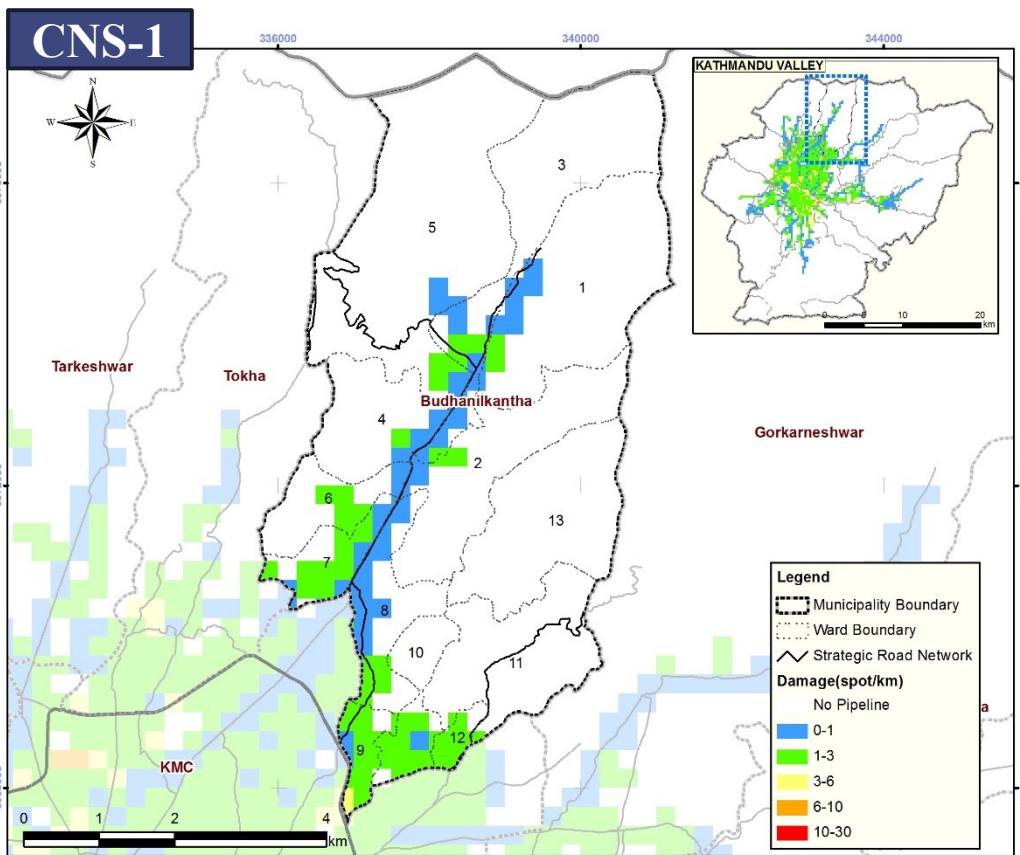 CNS-1
336000
340000
344000
KATHMANDU VALLEY
N
W
E
S
0
10
20
km
3
5
1
Tarkeshwar
Tokha
Budhanilkantha
4
Gorkarneshwar
2
6
13
7
8
10
11
12
9
KMC
a
Legend
Municipality Boundary
Ward Boundary
Strategic Road Network
Damage(spot/km)
No Pipeline
0-1
1-3
3-6
6-10
10-30
0
1
2
4
km